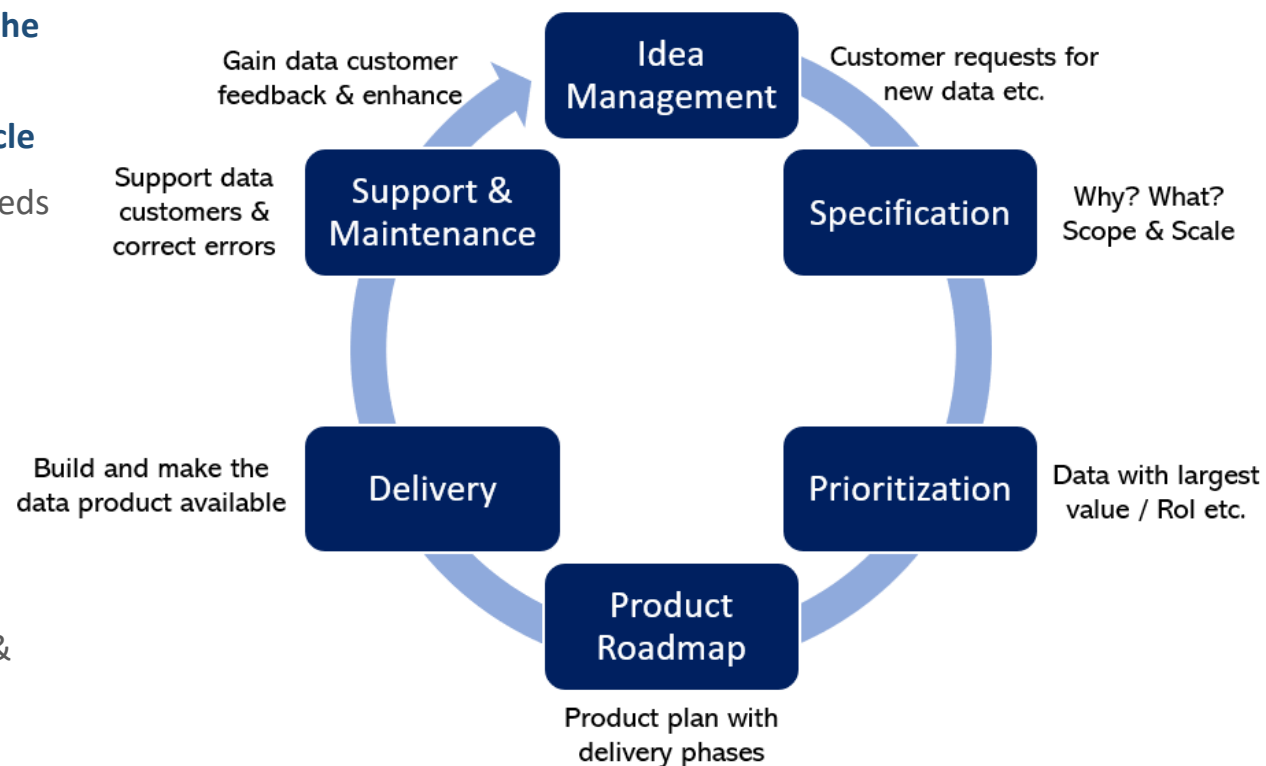 he
cle
eds
&
Idea
Management
Customer requests for
new data etc.
Specification
Why? What?
Scope & Scale
Prioritization
Data with largest
value / RoI etc.
Product
Roadmap
Product plan with
delivery phases
Delivery
Build and make the
data product available
Support &
Maintenance
Support data
customers &
correct errors
Gain data customer
feedback & enhance